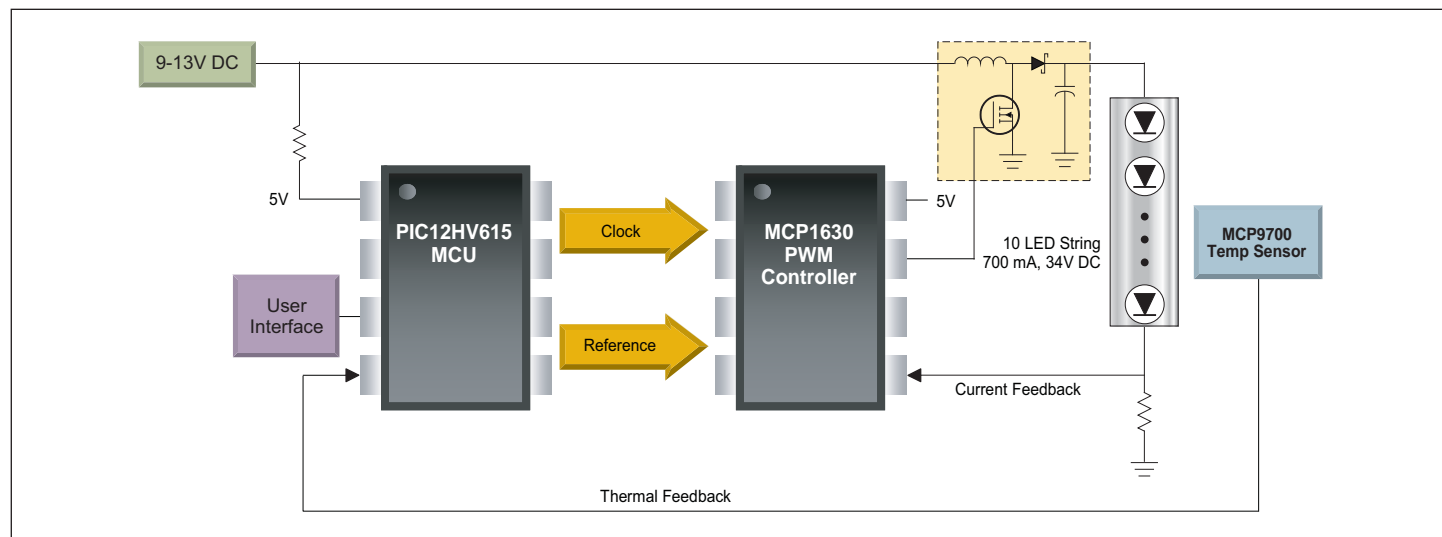 9-13V DC
5V
PIC12HV615
MCU
Clock
Reference
User
Interface
MCP1630
PWM
Controller
5V
10 LED String
700 mA, 34V DC
MCP9700
Temp Sensor
Current Feedback
Thermal Feedback